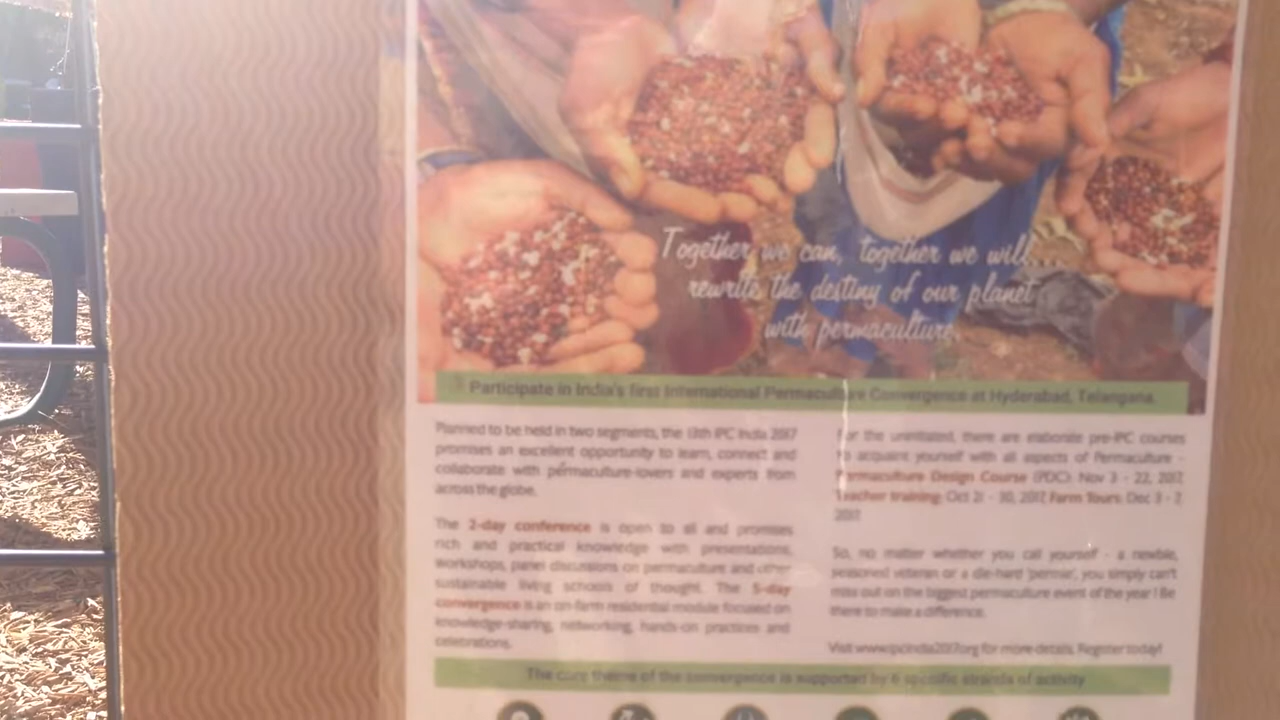 Together we can, together we will...
rewrite the destiny of our planet
with permaculture.
Participate in India's first International Permaculture Convergence at Hyderabad, Telangana.
Planned to be held in two segments, the 13th IPC India 2017
promises an excellent opportunity to learn, connect and
collaborate with permaculture-lovers and experts from
across the globe.
The 2-day conference is open to all and promises
rich and practical knowledge with presentations,
workshops, panel discussions on permaculture and other
sustainable living schools of thought. The 5-day
convergence is an on-farm residential module focused on
knowledge-sharing, networking, hands-on practices and
celebrations.
For the uninitiated, there are elaborate pre-IPC courses
to acquaint yourself with all aspects of Permaculture -
Permaculture Design Course (PDC): Nov 3 - 22, 2017,
Teacher training: Oct 21 - 30, 2017, Farm Tours: Dec 3 - 7,
2017.
So, no matter whether you call yourself - a newbie,
seasoned veteran or a die-hard 'permie', you simply can't
miss out on the biggest permaculture event of the year! Be
there to make a difference.
Visit www.ipcindia2017.org for more details. Register today!
The core theme of the convergence is supported by 6 specific strands of activity